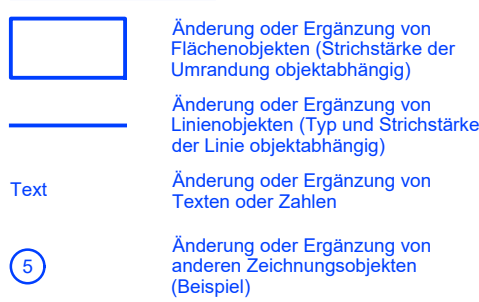 Änderung oder Ergänzung von
Flächenobjekten (Strichstärke der
Umrandung objektabhängig)
Änderung oder Ergänzung von
Linienobjekten (Typ und Strichstärke
der Linie objektabhängig)
Text
Änderung oder Ergänzung von
Texten oder Zahlen
5
Änderung oder Ergänzung von
anderen Zeichnungsobjekten
(Beispiel)